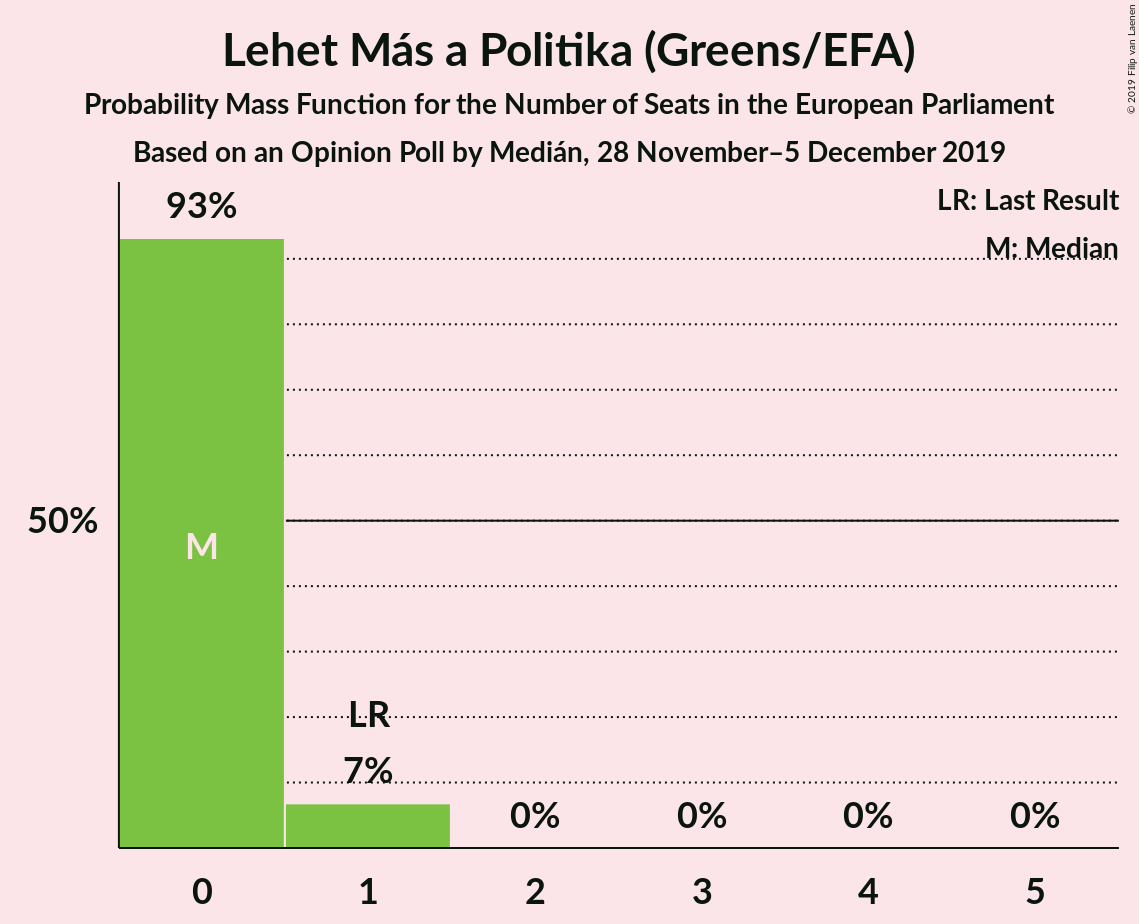 Lehet Más a Politika (Greens/EFA)
Probability Mass Function for the Number of Seats in the European Parliament
Based on an Opinion Poll by Medián, 28 November–5 December 2019
© 2019 Filip van Laenen
LR: Last Result
M: Median
93%
50%
M
LR
7%
0% 0% 0% 0%
0 1 2 3 4 5